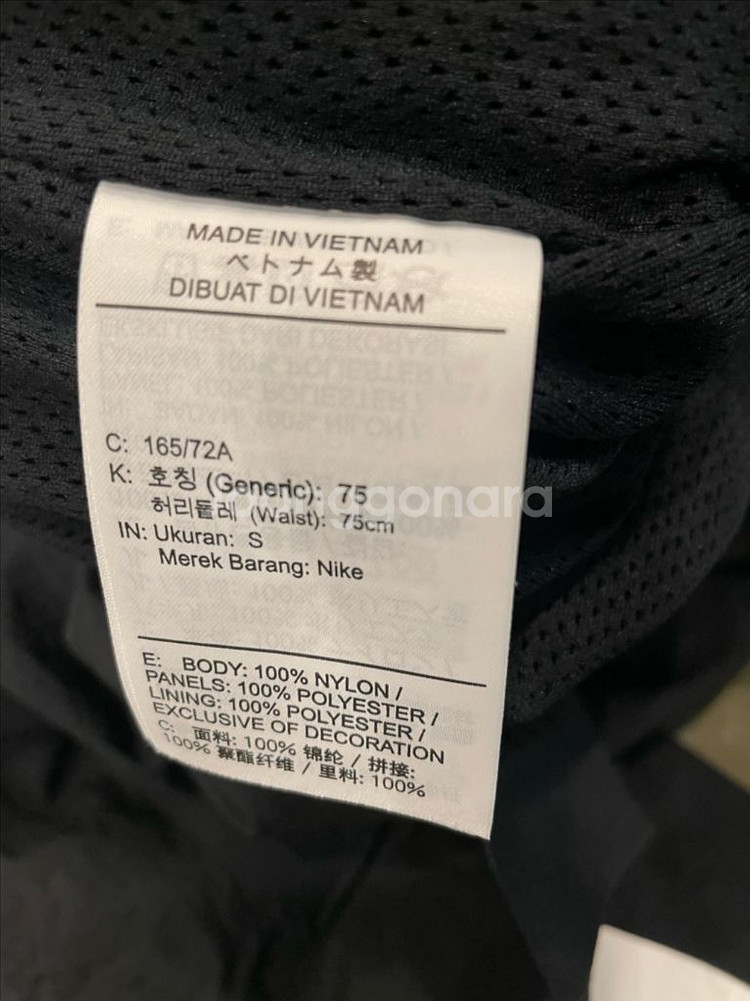 MADE IN VIETNAM
ベトナム製
DIBUAT DI VIETNAM
C: 165/72A
K: 호칭 (Generic): 75
허리둘레 (Waist): 75cm
IN: Ukuran: S
Merek Barang: Nike
E: BODY: 100% NYLON /
PANELS: 100% POLYESTER /
LINING: 100% POLYESTER /
EXCLUSIVE OF DECORATION
C: 面料: 100% 锦纶 / 拼接:
100% 聚酯纤维 / 里料: 100%